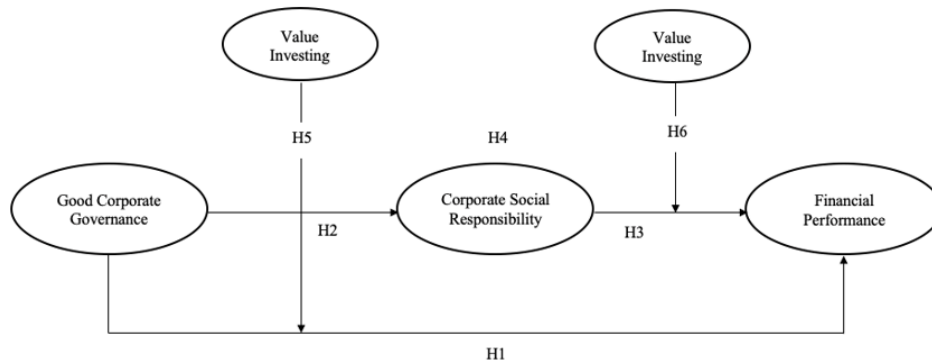 Value
Investing
Value
Investing
H5
H4
H6
Good Corporate
Governance
Corporate Social
Responsibility
Financial
Performance
H2
H3
H1